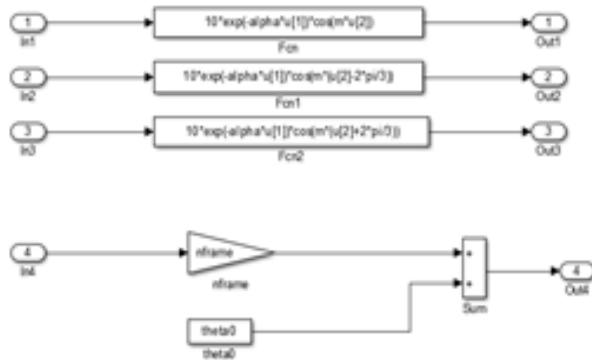 1
10*exp(-alpha*u[1])*cos(m*u[2])
1
In1
Fcn
Out1
2
10*exp(-alpha*u[1])*cos(m*(u[2]-2*pi/3))
2
In2
Fcn1
Out2
3
10*exp(-alpha*u[1])*cos(m*(u[2]+2*pi/3))
3
In3
Fcn2
Out3
4
nframe
+
+
4
In4
nframe
Sum
Out4
theta0
theta0